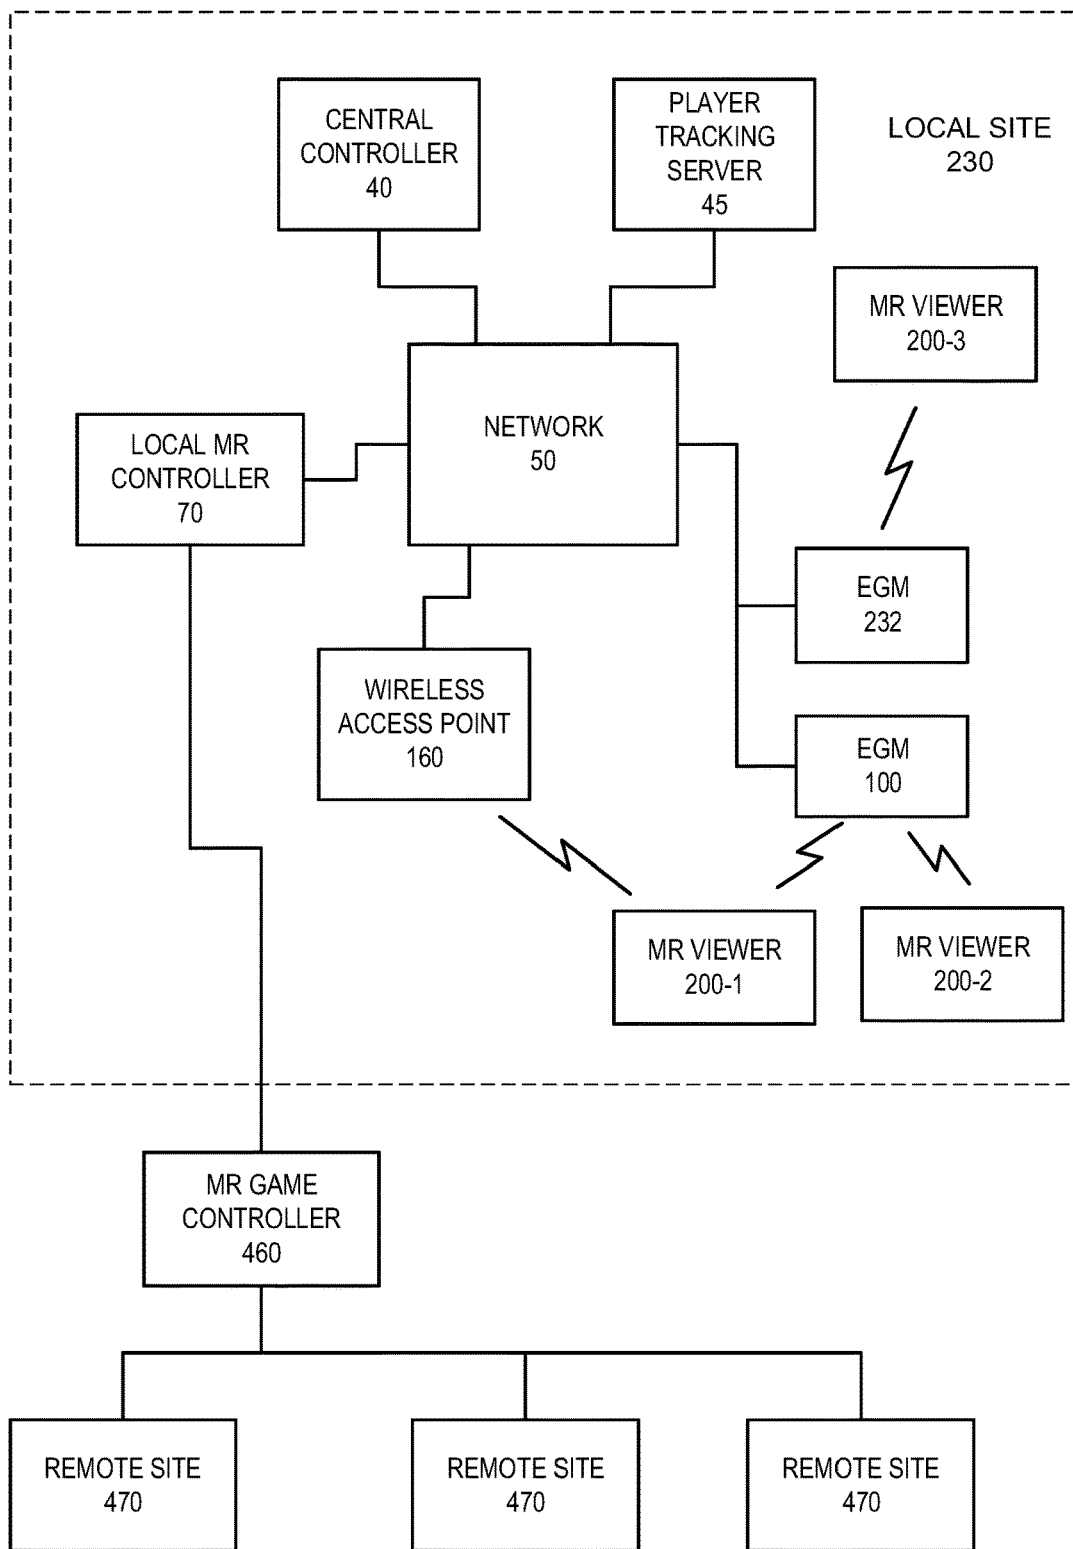 CENTRAL
CONTROLLER
40
PLAYER
TRACKING
SERVER
45
LOCAL SITE
230
MR VIEWER
200-3
NETWORK
50
LOCAL MR
CONTROLLER
70
EGM
232
WIRELESS
ACCESS POINT
160
EGM
100
MR VIEWER
200-1
MR VIEWER
200-2
MR GAME
CONTROLLER
460
REMOTE SITE
470
REMOTE SITE
470
REMOTE SITE
470